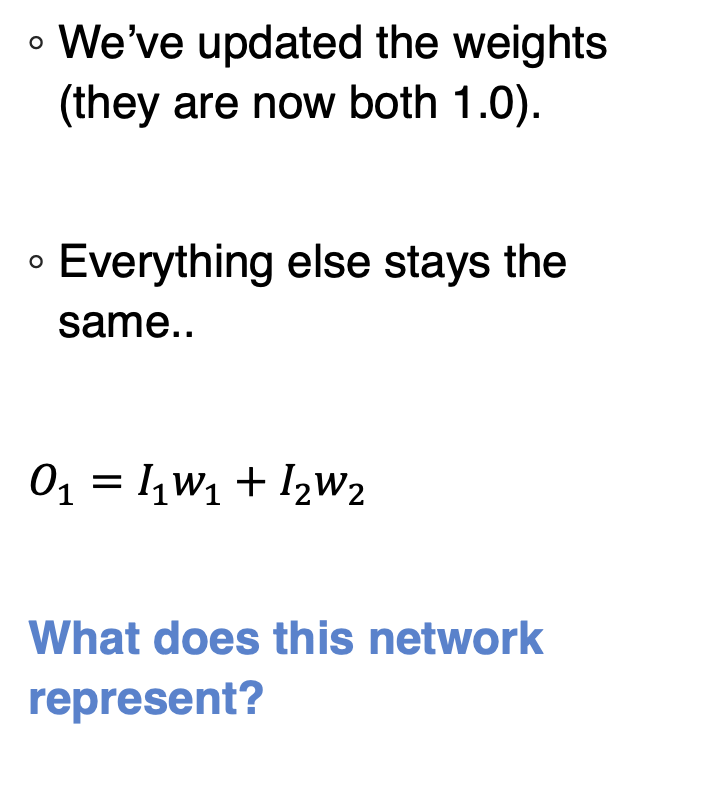 ◦ We’ve updated the weights
(they are now both 1.0).
◦ Everything else stays the
same..
𝑂₁ = 𝐼₁𝑤₁ + 𝐼₂𝑤₂
What does this network
represent?